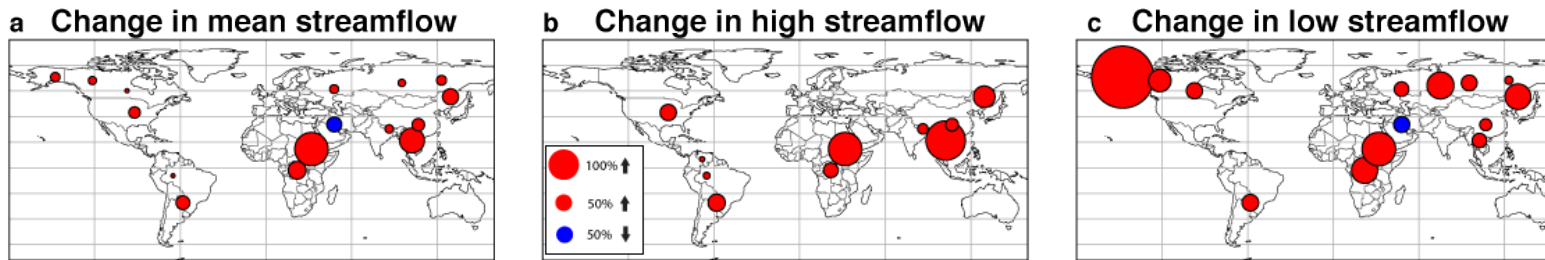 a Change in mean streamflow
b Change in high streamflow
c Change in low streamflow
100%
50%
50%